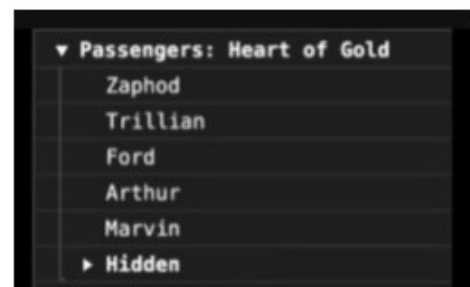 ▼ Passengers: Heart of Gold
Zaphod
Trillian
Ford
Arthur
Marvin
▶ Hidden